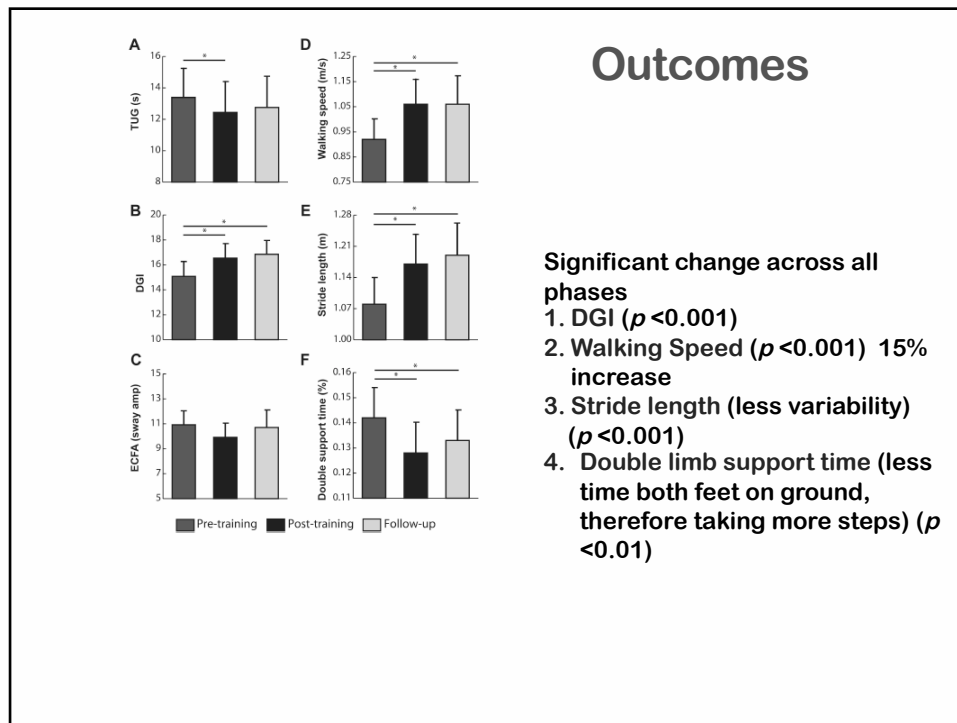 Outcomes
A
TUG (s)
16
14
12
10
8
*
D
Walking speed (m/s)
1.25
1.15
1.05
0.95
0.85
0.75
*
*
B
DGI
20
18
16
14
12
10
*
*
E
Stride length (m)
1.28
1.21
1.14
1.07
1.00
*
*
C
ECFA (sway amp)
15
13
11
9
7
5
F
Double support time (%)
0.16
0.15
0.14
0.13
0.12
0.11
*
*
Pre-training Post-training Follow-up
Significant change across all
phases
1. DGI (p <0.001)
2. Walking Speed (p <0.001) 15%
increase
3. Stride length (less variability)
(p <0.001)
4. Double limb support time (less
time both feet on ground,
therefore taking more steps) (p
<0.01)